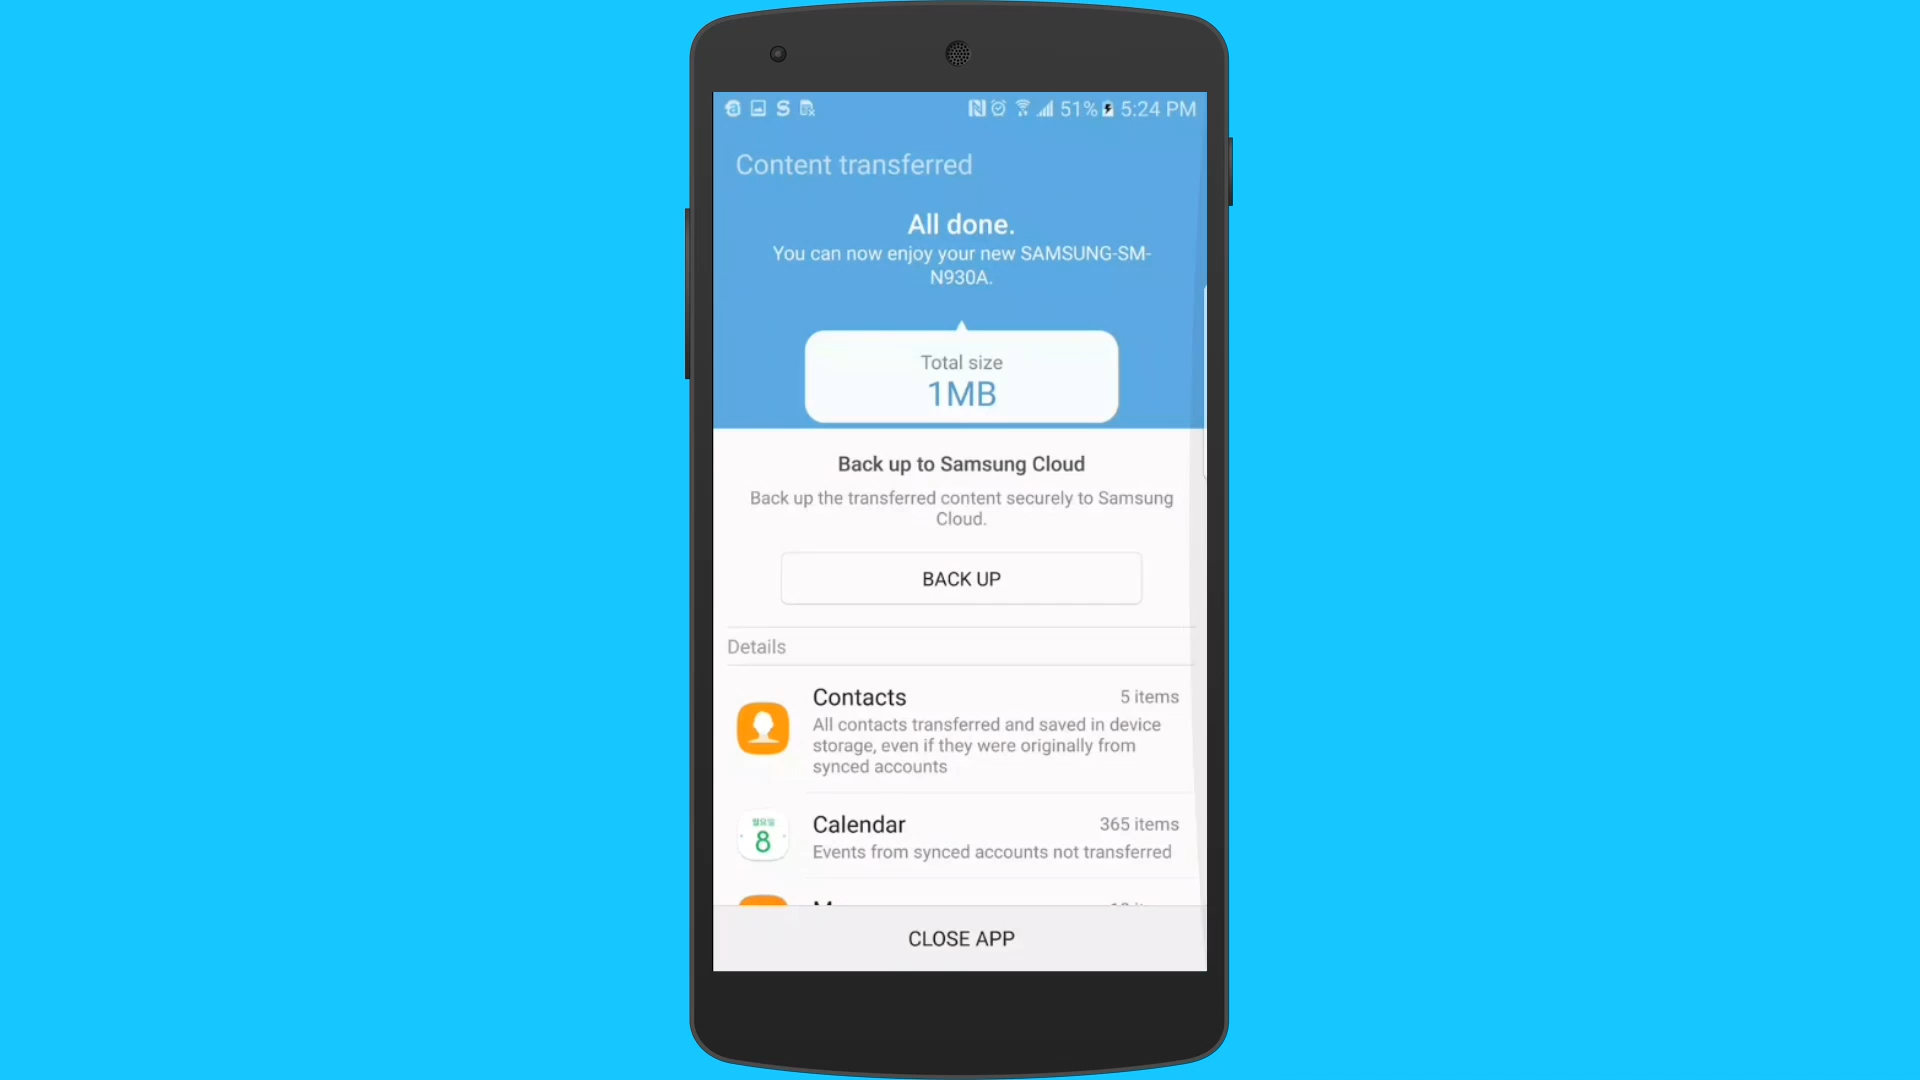 51% 5:24 PM
Content transferred
All done.
You can now enjoy your new SAMSUNG-SM-
N930A.
Total size
1MB
Back up to Samsung Cloud
Back up the transferred content securely to Samsung
Cloud.
BACK UP
Details
Contacts 5 items
All contacts transferred and saved in device
storage, even if they were originally from
synced accounts
월요일
8
Calendar 365 items
Events from synced accounts not transferred
CLOSE APP